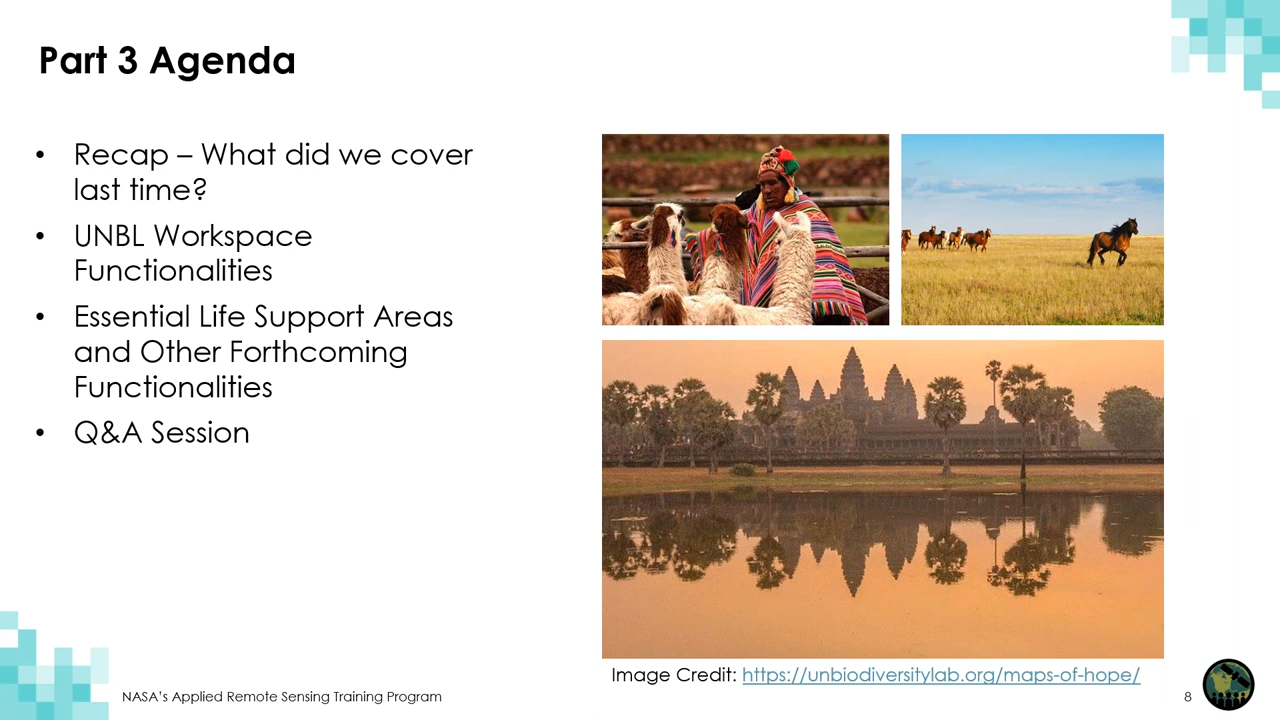 Part 3 Agenda
• Recap – What did we cover
last time?
• UNBL Workspace
Functionalities
• Essential Life Support Areas
and Other Forthcoming
Functionalities
• Q&A Session
Image Credit: https://unbiodiversitylab.org/maps-of-hope/
NASA's Applied Remote Sensing Training Program
8